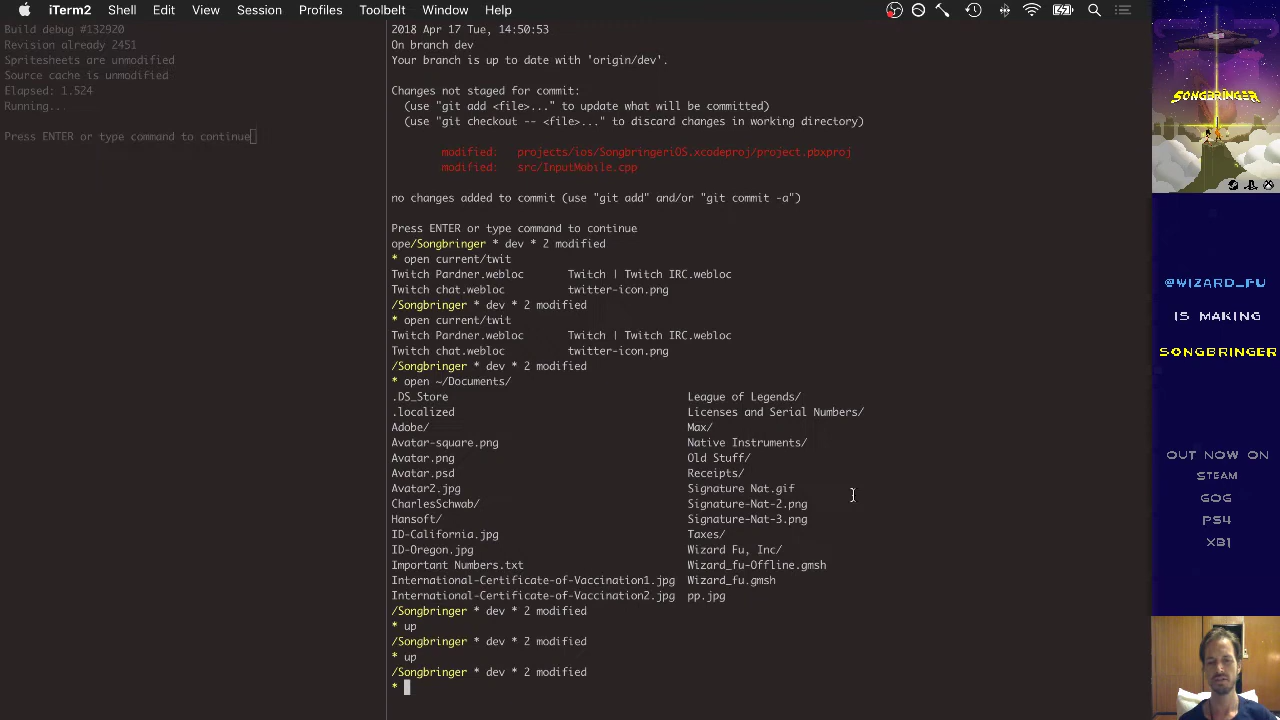 iTerm2 Shell Edit View Session Profiles Toolbelt Window Help
Build debug #132920
Revision already 2451
Spritesheets are unmodified
Source cache is unmodified
Elapsed: 1.524
Running...
Press ENTER or type command to continue
2018 Apr 17 Tue, 14:50:53
On branch dev
Your branch is up to date with 'origin/dev'.
Changes not staged for commit:
(use "git add <file>..." to update what will be committed)
(use "git checkout -- <file>..." to discard changes in working directory)
modified: projects/ios/SongbringeriOS.xcodeproj/project.pbxproj
modified: src/InputMobile.cpp
no changes added to commit (use "git add" and/or "git commit -a")
Press ENTER or type command to continue
ope/Songbringer * dev * 2 modified
* open current/twit
Twitch Pardner.webloc Twitch | Twitch IRC.webloc
Twitch chat.webloc twitter-icon.png
/Songbringer * dev * 2 modified
* open current/twit
Twitch Pardner.webloc Twitch | Twitch IRC.webloc
Twitch chat.webloc twitter-icon.png
/Songbringer * dev * 2 modified
* open ~/Documents/
.DS_Store League of Legends/
.localized Licenses and Serial Numbers/
Adobe/ Max/
Avatar-square.png Native Instruments/
Avatar.png Old Stuff/
Avatar.psd Receipts/
Avatar2.jpg Signature Nat.gif
CharlesSchwab/ Signature-Nat-2.png
Hansoft/ Signature-Nat-3.png
ID-California.jpg Taxes/
ID-Oregon.jpg Wizard Fu, Inc/
Important Numbers.txt Wizard_fu-Offline.gmsh
International-Certificate-of-Vaccination1.jpg Wizard_fu.gmsh
International-Certificate-of-Vaccination2.jpg pp.jpg
/Songbringer * dev * 2 modified
* up
/Songbringer * dev * 2 modified
* up
/Songbringer * dev * 2 modified
*
SONGBRINGER
@WIZARD_FU
IS MAKING
SONGBRINGER
OUT NOW ON
STEAM
GOG
PS4
XB1